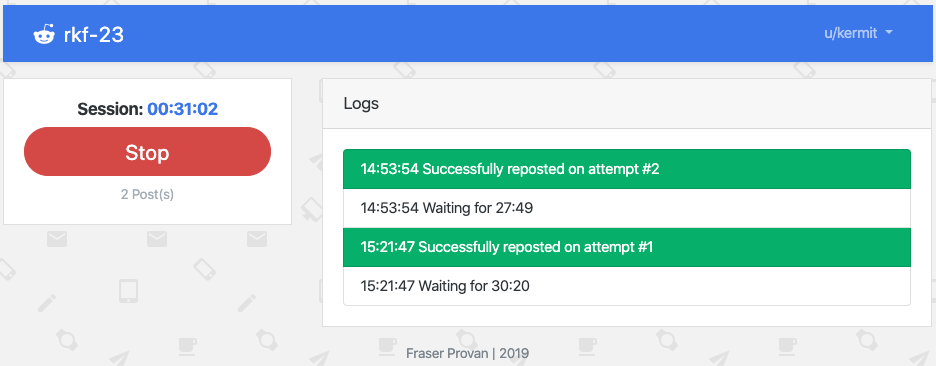 rkf-23
u/kermit
Session: 00:31:02
Stop
2 Post(s)
Logs
14:53:54 Successfully reposted on attempt #2
14:53:54 Waiting for 27:49
15:21:47 Successfully reposted on attempt #1
15:21:47 Waiting for 30:20
Fraser Provan | 2019